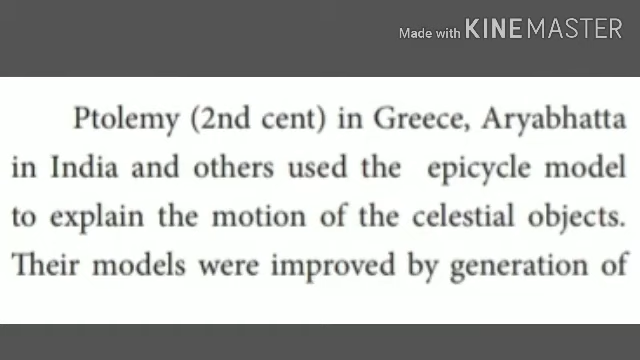 Made with KINEMASTER
Ptolemy (2nd cent) in Greece, Aryabhatta
in India and others used the epicycle model
to explain the motion of the celestial objects.
Their models were improved by generation of